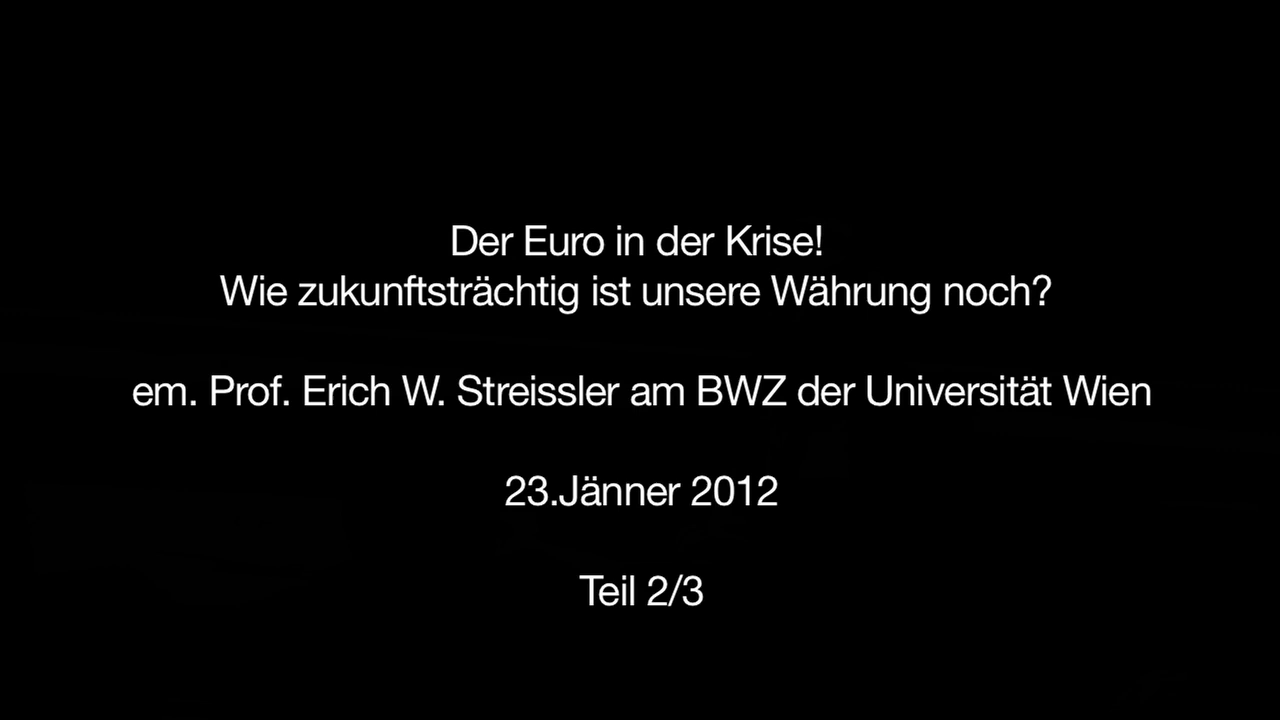 Der Euro in der Krise!
Wie zukunftsträchtig ist unsere Währung noch?
em. Prof. Erich W. Streissler am BWZ der Universität Wien
23.Jänner 2012
Teil 2/3